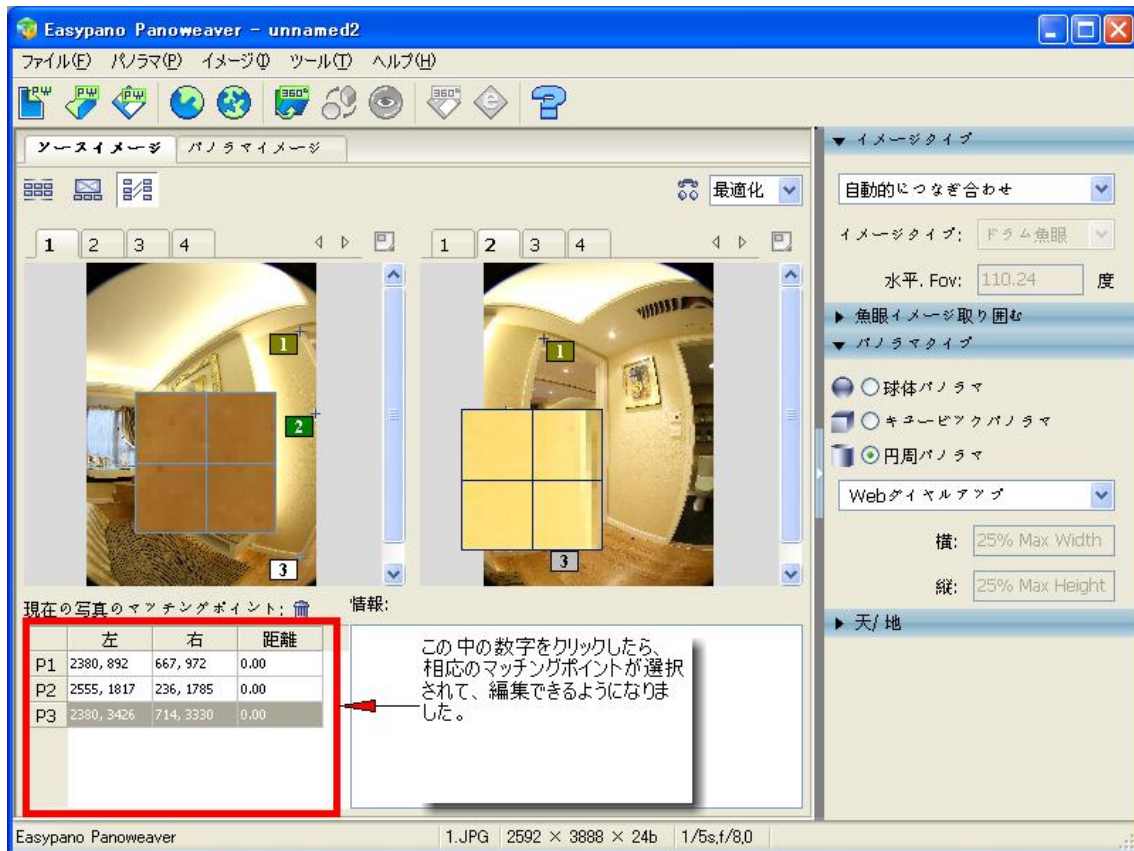 Easypano Panoweaver - unnamed2
ファイル(F) パノラマ(P) イメージ(I) ツール(T) ヘルプ(H)
ソースイメージ パノラマイメージ
最適化
1 2 3 4
1 2 3 4
1
2
3
1
3
現在の写真のマッチングポイント:
左 右 距離
P1 2380, 892 667, 972 0.00
P2 2555, 1817 236, 1785 0.00
P3 2380, 3426 714, 3330 0.00
情報:
この中の数字をクリックしたら、
相応のマッチングポイントが選択
されて、編集できるようになりま
した。
イメージタイプ
自動的につなぎ合わせ
イメージタイプ: ドラム魚眼
水平. Fov: 110.24 度
魚眼イメージ取り囲む
パノラマタイプ
球体パノラマ
キュービックパノラマ
円周パノラマ
Webダイヤルアップ
横: 25% Max Width
縦: 25% Max Height
天/地
Easypano Panoweaver 1.JPG 2592 × 3888 × 24b 1/5s,f/8,0